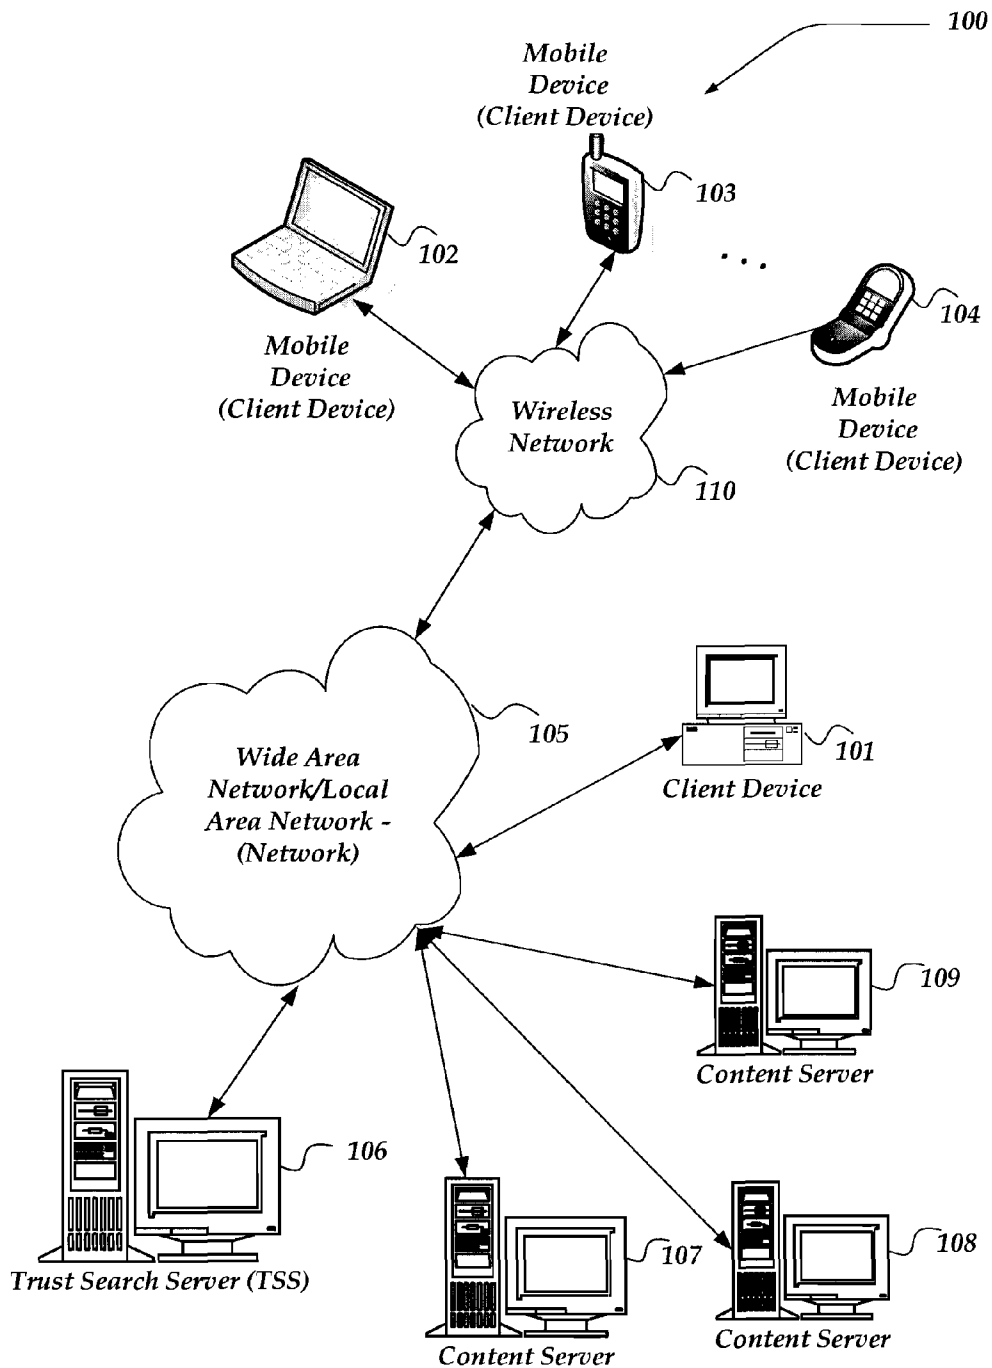 100
Mobile
Device
(Client Device)
103
102
. . .
104
Mobile
Device
(Client Device)
Mobile
Device
(Client Device)
Wireless
Network
110
105
Wide Area
Network/Local
Area Network -
(Network)
101
Client Device
109
Content Server
106
Trust Search Server (TSS)
107
Content Server
108
Content Server